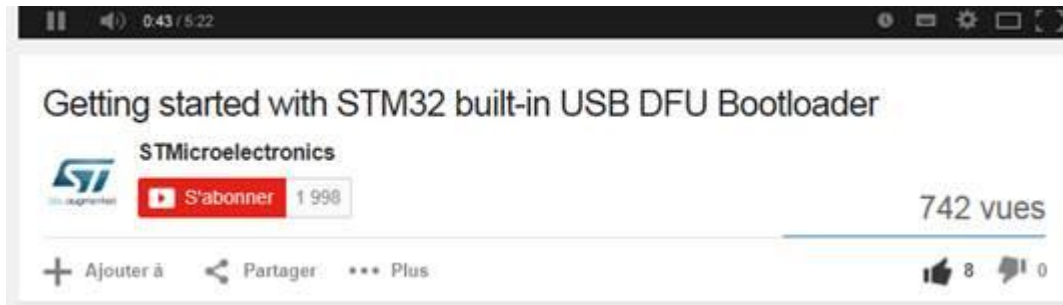 0:43 / 5:22
Getting started with STM32 built-in USB DFU Bootloader
STMicroelectronics
S'abonner 1 998
742 vues
Ajouter à Partager Plus 8 0